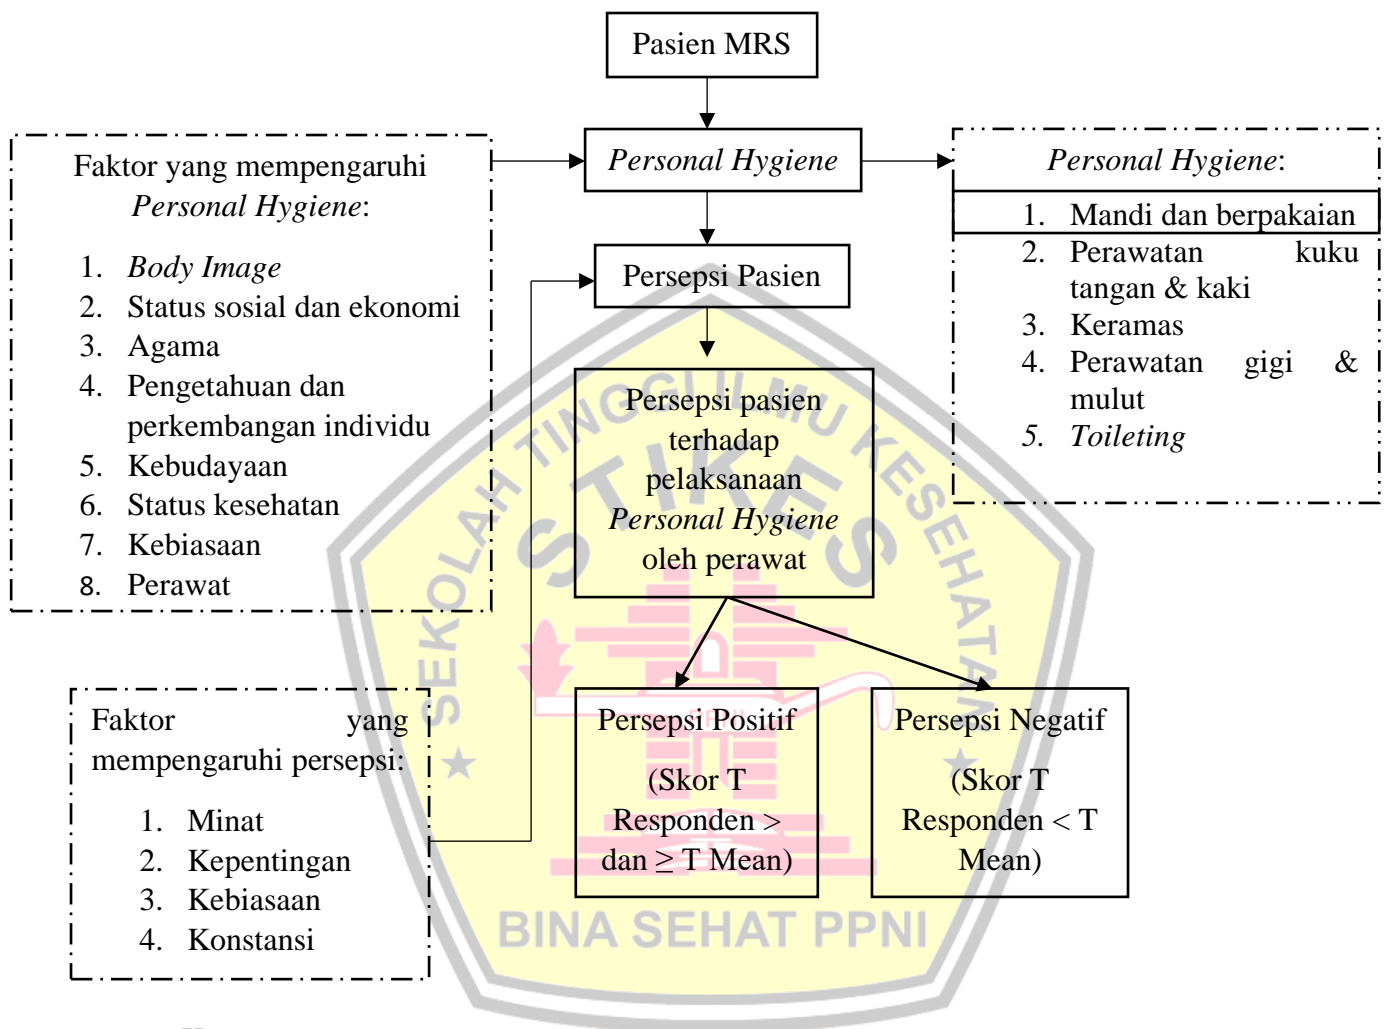 Pasien MRS
Faktor yang mempengaruhi
Personal Hygiene:
1. Body Image
2. Status sosial dan ekonomi
3. Agama
4. Pengetahuan dan
perkembangan individu
5. Kebudayaan
6. Status kesehatan
7. Kebiasaan
8. Perawat
Personal Hygiene
Personal Hygiene:
1. Mandi dan berpakaian
2. Perawatan kuku
tangan & kaki
3. Keramas
4. Perawatan gigi &
mulut
5. Toileting
Persepsi Pasien
Persepsi pasien
terhadap
pelaksanaan
Personal Hygiene
oleh perawat
Faktor yang
mempengaruhi persepsi:
1. Minat
2. Kepentingan
3. Kebiasaan
4. Konstansi
Persepsi Positif
(Skor T
Responden >
dan ≥ T Mean)
Persepsi Negatif
(Skor T
Responden < T
Mean)
SEKOLAH TINGGI ILMU KESEHATAN
STIKES
PPNI
BINA SEHAT PPNI